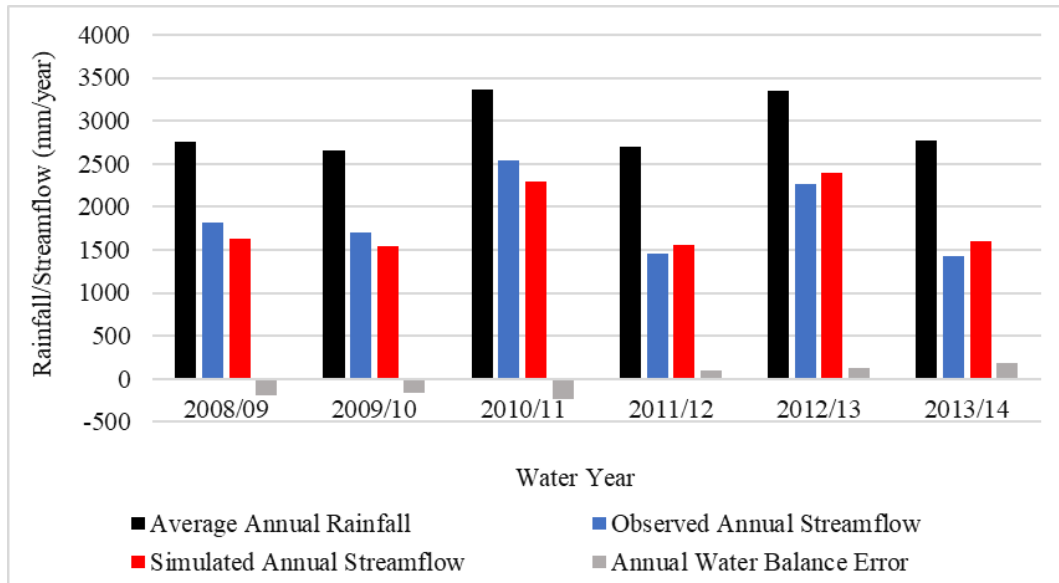 Rainfall/Streamflow (mm/year)
4000
3500
3000
2500
2000
1500
1000
500
0
-500
2008/09 2009/10 2010/11 2011/12 2012/13 2013/14
Water Year
Average Annual Rainfall Observed Annual Streamflow
Simulated Annual Streamflow Annual Water Balance Error